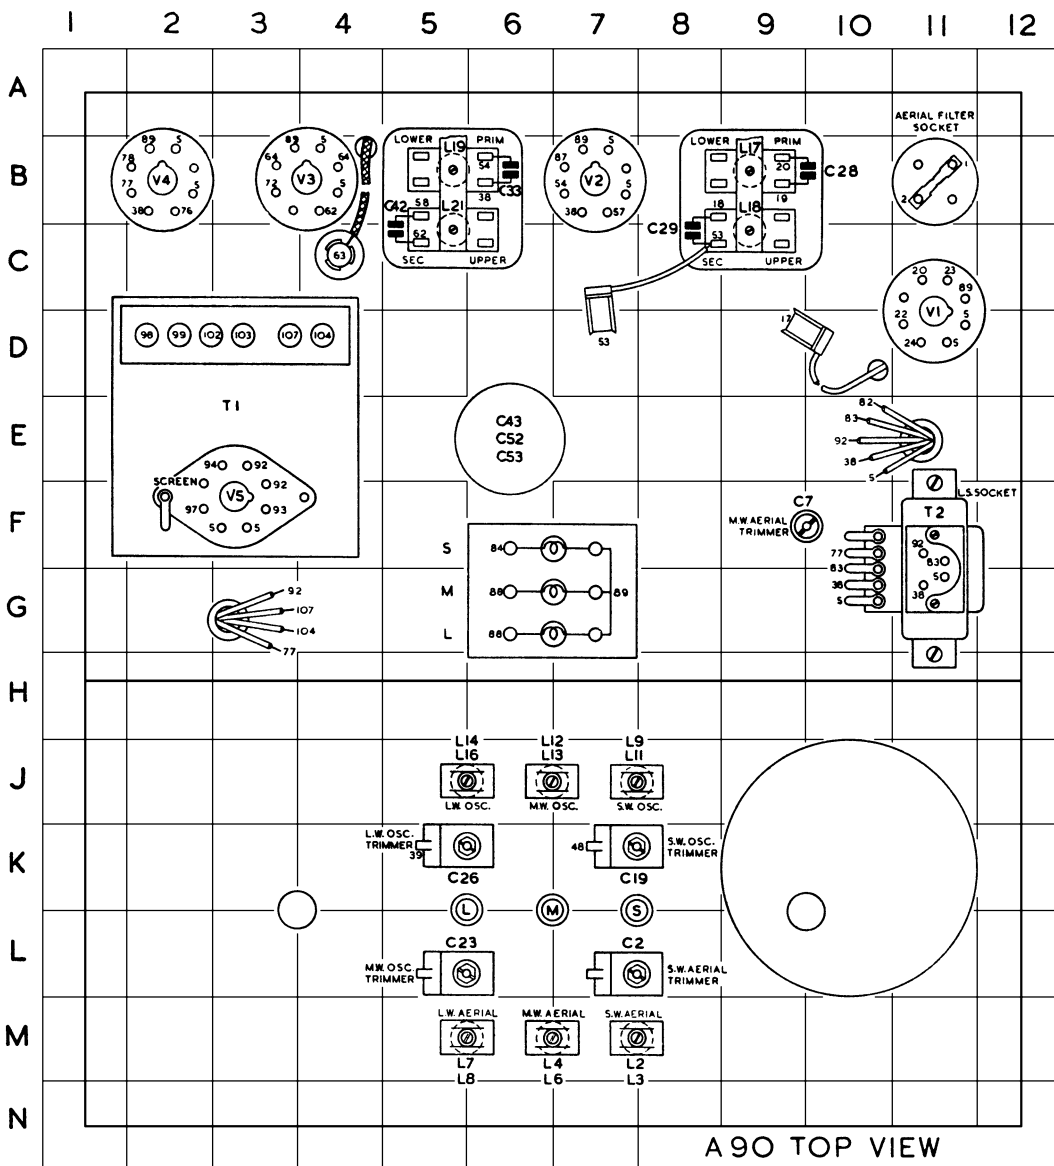 1 2 3 4 5 6 7 8 9 10 11 12
A
AERIAL FILTER
SOCKET
B
89 5
78
V4
77 5
38 76
89 5
64 64
V3
72 5
62
LOWER L19 PRIM
54
C33
38
C42 58 L21
62
SEC UPPER
89 5
87
V2
54 5
38 57
LOWER L17 PRIM
20 C28
19
18 L18
C29
53
SEC UPPER
1
2
C
63
20 23
89
V1
22 5
24 5
D
98 99 102 103 107 104
53
17
E
T1
C43
C52
C53
82
83
92
38
5
94 92
SCREEN 92
V5
97 93
5 5
F
C7
M.W. AERIAL
TRIMMER
L.S. SOCKET
T2
92
77 83
83 5
38 38
5
S 84
M 88 89
L 88
G
92
107
104
77
H
J
L14 L12 L9
L16 L13 L11
L.W. OSC. M.W. OSC. S.W. OSC.
K
L.W. OSC.
TRIMMER
39
48
S.W. OSC.
TRIMMER
C26 C19
L M S
L
C23 C2
M.W. OSC.
TRIMMER
S.W. AERIAL
TRIMMER
M
L.W. AERIAL M.W. AERIAL S.W. AERIAL
L7 L4 L2
L8 L6 L3
N
A90 TOP VIEW